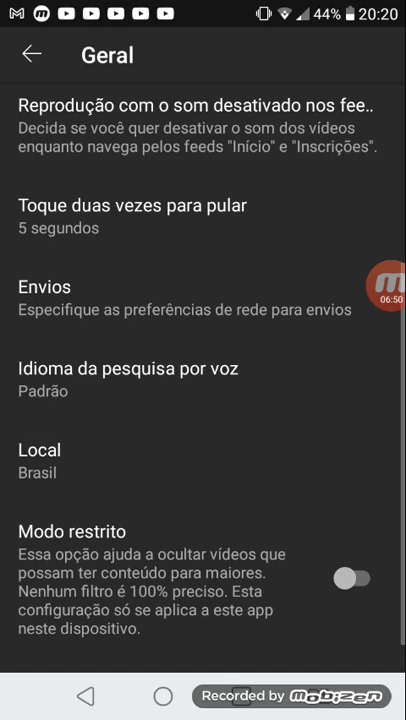 44% 20:20
Geral
Reprodução com o som desativado nos fee..
Decida se você quer desativar o som dos vídeos
enquanto navega pelos feeds "Início" e "Inscrições".
Toque duas vezes para pular
5 segundos
Envios
Especifique as preferências de rede para envios
06:50
Idioma da pesquisa por voz
Padrão
Local
Brasil
Modo restrito
Essa opção ajuda a ocultar vídeos que
possam ter conteúdo para maiores.
Nenhum filtro é 100% preciso. Esta
configuração só se aplica a este app
neste dispositivo.
Recorded by mobizen